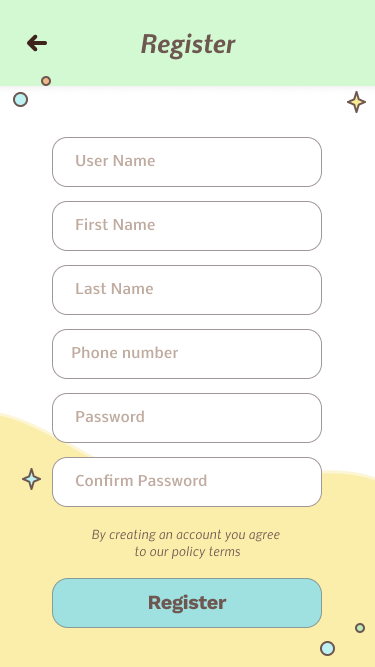 Register
User Name
First Name
Last Name
Phone number
Password
Confirm Password
By creating an account you agree
to our policy terms
Register